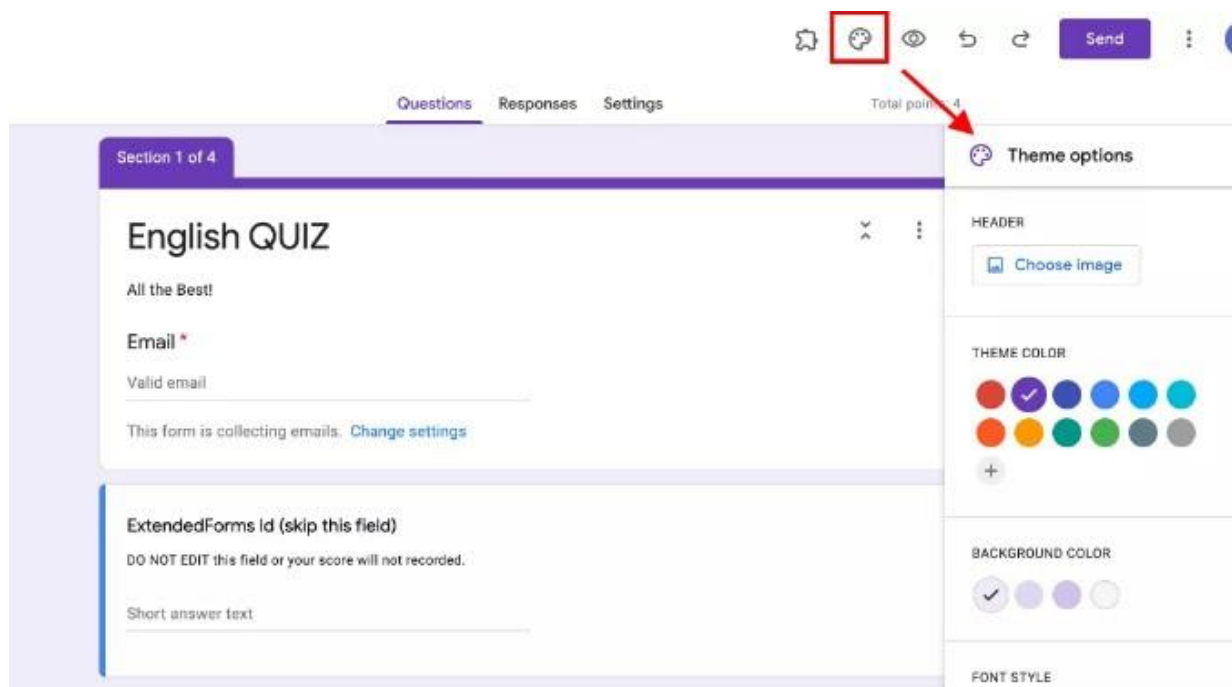 Send
Questions Responses Settings Total points: 4
Section 1 of 4
Theme options
English QUIZ
HEADER
Choose image
All the Best!
Email *
THEME COLOR
Valid email
This form is collecting emails. Change settings
ExtendedForms Id (skip this field)
DO NOT EDIT this field or your score will not recorded.
BACKGROUND COLOR
Short answer text
FONT STYLE